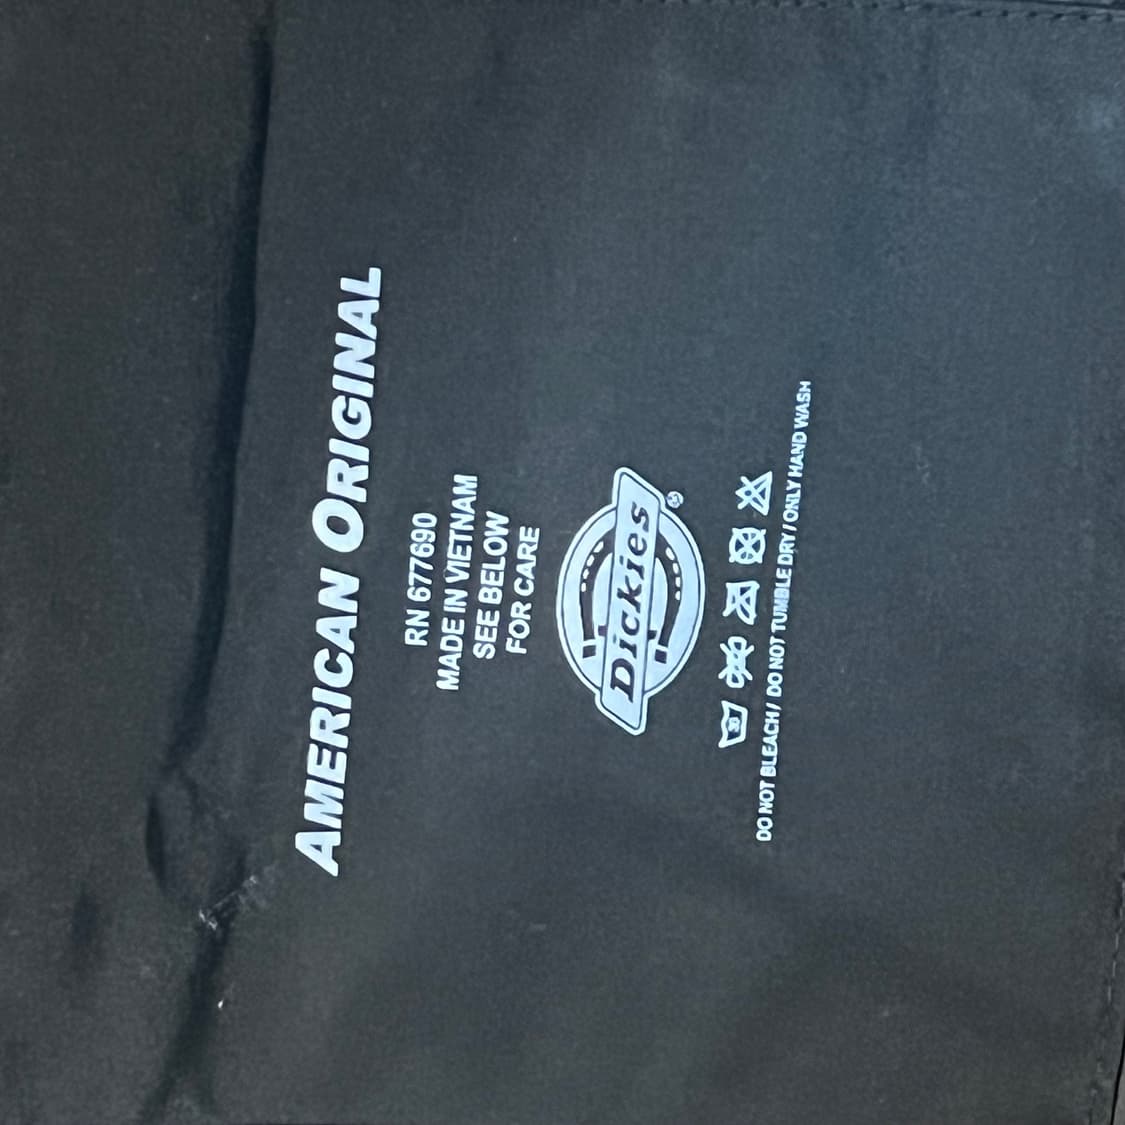 AMERICAN ORIGINAL
RN 677690
MADE IN VIETNAM
SEE BELOW
FOR CARE
Dickies®
30
DO NOT BLEACH/ DO NOT TUMBLE DRY/ ONLY HAND WASH